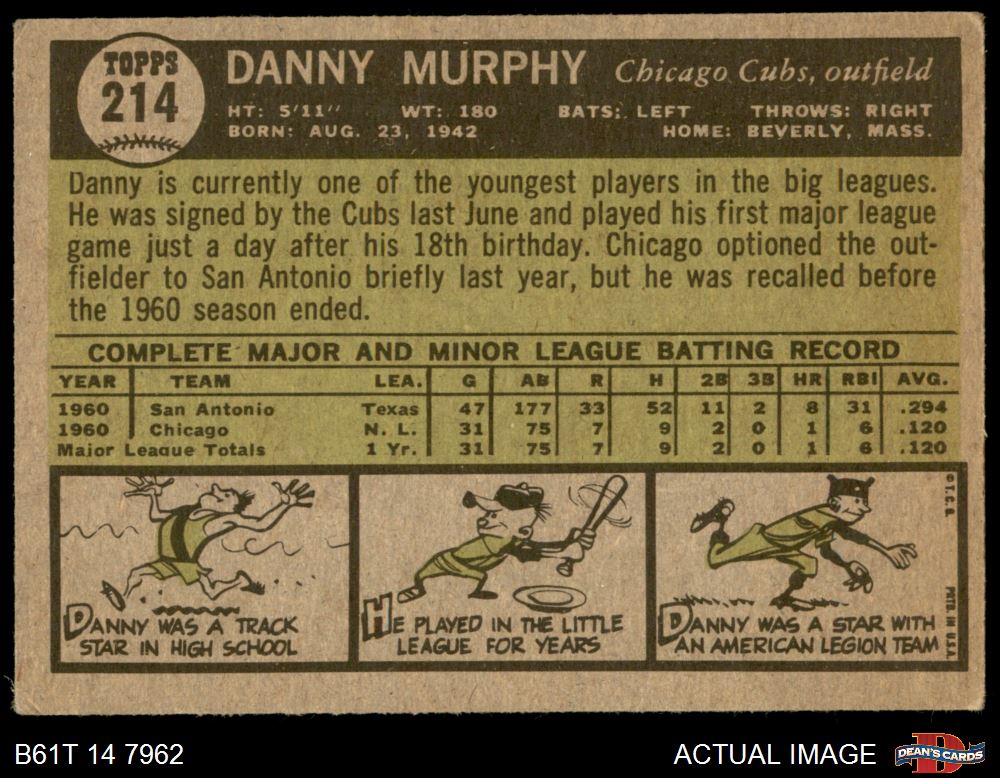 TOPPS
214
DANNY MURPHY Chicago Cubs, outfield
HT: 5'11" WT: 180 BATS: LEFT THROWS: RIGHT
BORN: AUG. 23, 1942 HOME: BEVERLY, MASS.
Danny is currently one of the youngest players in the big leagues.
He was signed by the Cubs last June and played his first major league
game just a day after his 18th birthday. Chicago optioned the out-
fielder to San Antonio briefly last year, but he was recalled before
the 1960 season ended.
COMPLETE MAJOR AND MINOR LEAGUE BATTING RECORD
YEAR TEAM LEA. G AB R H 2B 3B HR RBI AVG.
1960 San Antonio Texas 47 177 33 52 11 2 8 31 .294
1960 Chicago N. L. 31 75 7 9 2 0 1 6 .120
Major League Totals 1 Yr. 31 75 7 9 2 0 1 6 .120
DANNY WAS A TRACK
STAR IN HIGH SCHOOL
HE PLAYED IN THE LITTLE
LEAGUE FOR YEARS
DANNY WAS A STAR WITH
AN AMERICAN LEGION TEAM
© T.C.G.
PRTD. IN U.S.A.
B61T 14 7962
ACTUAL IMAGE
DEAN'S CARDS